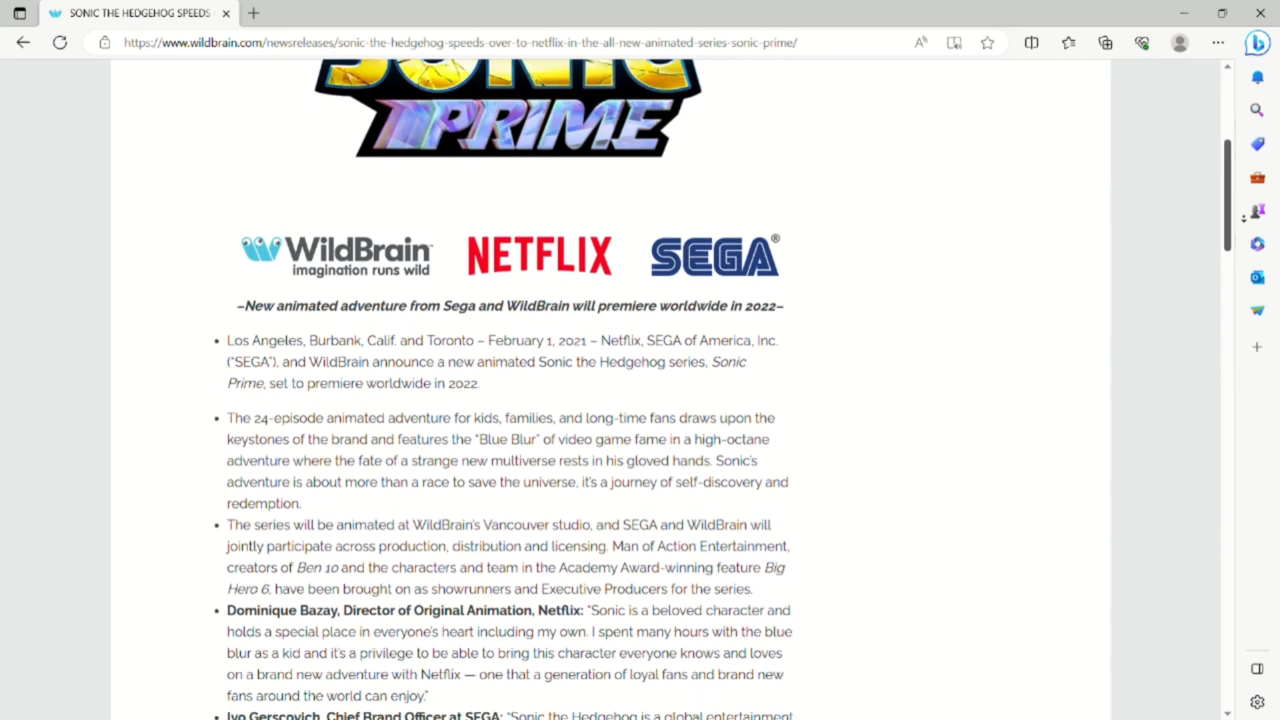 SONIC THE HEDGEHOG SPEEDS
https://www.wildbrain.com/newsreleases/sonic-the-hedgehog-speeds-over-to-netflix-in-the-all-new-animated-series-sonic-prime/
SONIC
PRIME
WildBrain™
imagination runs wild
NETFLIX
SEGA®
–New animated adventure from Sega and WildBrain will premiere worldwide in 2022–
• Los Angeles, Burbank, Calif. and Toronto – February 1, 2021 – Netflix, SEGA of America, Inc.
("SEGA"), and WildBrain announce a new animated Sonic the Hedgehog series, Sonic
Prime, set to premiere worldwide in 2022.
• The 24-episode animated adventure for kids, families, and long-time fans draws upon the
keystones of the brand and features the "Blue Blur" of video game fame in a high-octane
adventure where the fate of a strange new multiverse rests in his gloved hands. Sonic's
adventure is about more than a race to save the universe, it's a journey of self-discovery and
redemption.
• The series will be animated at WildBrain's Vancouver studio, and SEGA and WildBrain will
jointly participate across production, distribution and licensing. Man of Action Entertainment,
creators of Ben 10 and the characters and team in the Academy Award-winning feature Big
Hero 6, have been brought on as showrunners and Executive Producers for the series.
• Dominique Bazay, Director of Original Animation, Netflix: "Sonic is a beloved character and
holds a special place in everyone's heart including my own. I spent many hours with the blue
blur as a kid and it's a privilege to be able to bring this character everyone knows and loves
on a brand new adventure with Netflix — one that a generation of loyal fans and brand new
fans around the world can enjoy."
• Ivo Gerscovich, Chief Brand Officer at SEGA: "Sonic the Hedgehog is a global entertainment